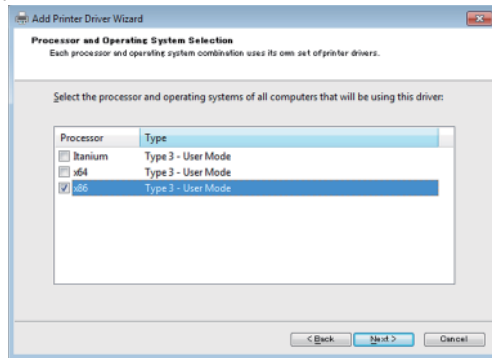 Add Printer Driver Wizard
Processor and Operating System Selection
Each processor and operating system combination uses its own set of printer drivers.
Select the processor and operating systems of all computers that will be using this driver:
Processor Type
Itanium Type 3 - User Mode
x64 Type 3 - User Mode
x86 Type 3 - User Mode
< Back Next > Cancel